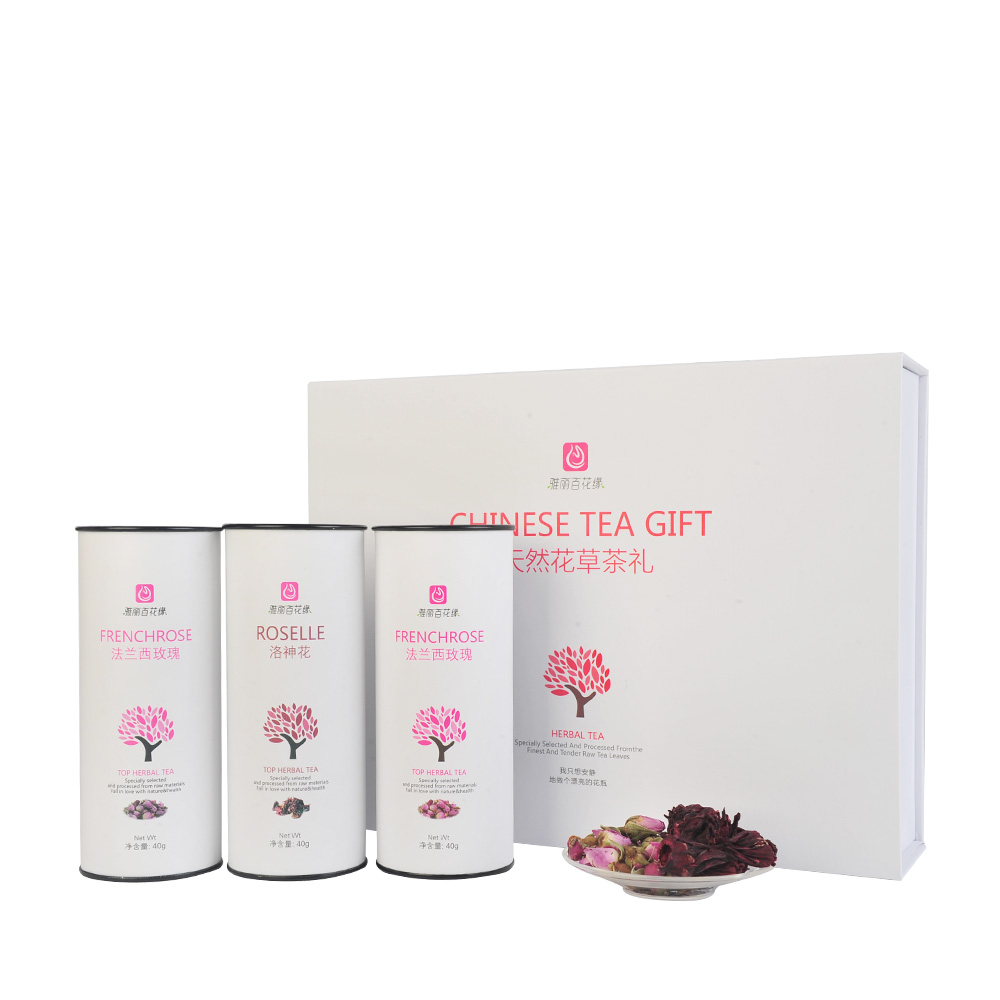 雅丽百花缘
CHINESE TEA GIFT
天然花草茶礼
HERBAL TEA
Specially Selected And Processed Fromthe
Finest And Tender Raw Tea Leaves
我只想安静
地做个漂亮的花瓶
雅丽百花缘
FRENCHROSE
法兰西玫瑰
TOP HERBAL TEA
Specially selected
and processed from raw materials
fall in love with nature&health
Net Wt
净含量: 40g
雅丽百花缘
ROSELLE
洛神花
TOP HERBAL TEA
Specially selected
and processed from raw materials
fall in love with nature&health
Net Wt
净含量: 40g
雅丽百花缘
FRENCHROSE
法兰西玫瑰
TOP HERBAL TEA
Specially selected
and processed from raw materials
fall in love with nature&health
Net Wt
净含量: 40g